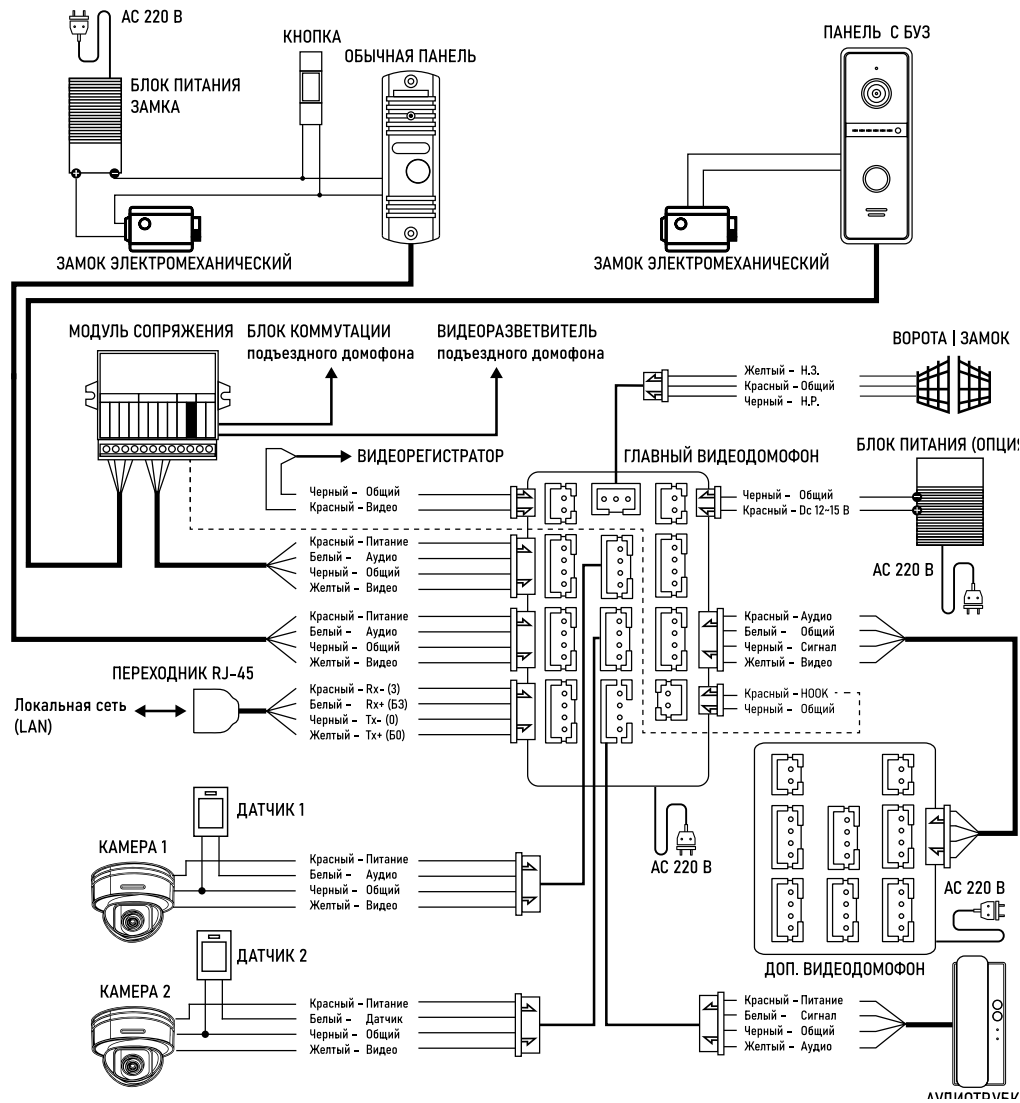 AC 220 В
КНОПКА
ОБЫЧНАЯ ПАНЕЛЬ
ПАНЕЛЬ С БУЗ
БЛОК ПИТАНИЯ
ЗАМКА
ЗАМОК ЭЛЕКТРОМЕХАНИЧЕСКИЙ
ЗАМОК ЭЛЕКТРОМЕХАНИЧЕСКИЙ
МОДУЛЬ СОПРЯЖЕНИЯ
БЛОК КОММУТАЦИИ
подъездного домофона
ВИДЕОРАЗВЕТВИТЕЛЬ
подъездного домофона
ВОРОТА | ЗАМОК
Желтый – Н.З.
Красный – Общий
Черный – Н.Р.
ВИДЕОРЕГИСТРАТОР
ГЛАВНЫЙ ВИДЕОДОМОФОН
БЛОК ПИТАНИЯ (ОПЦИЯ
Черный – Общий
Красный – Видео
Черный – Общий
Красный – Dc 12~15 В
AC 220 В
Красный – Питание
Белый – Аудио
Черный – Общий
Желтый – Видео
Красный – Питание
Белый – Аудио
Черный – Общий
Желтый – Видео
Красный – Аудио
Белый – Общий
Черный – Сигнал
Желтый – Видео
ПЕРЕХОДНИК RJ-45
Локальная сеть
(LAN)
Красный – Rx- (З)
Белый – Rx+ (БЗ)
Черный – Tx- (О)
Желтый – Tx+ (БО)
Красный – HOOK
Черный – Общий
ДАТЧИК 1
КАМЕРА 1
Красный – Питание
Белый – Аудио
Черный – Общий
Желтый – Видео
AC 220 В
AC 220 В
ДОП. ВИДЕОДОМОФОН
ДАТЧИК 2
КАМЕРА 2
Красный – Питание
Белый – Датчик
Черный – Общий
Желтый – Видео
Красный – Питание
Белый – Сигнал
Черный – Общий
Желтый – Аудио